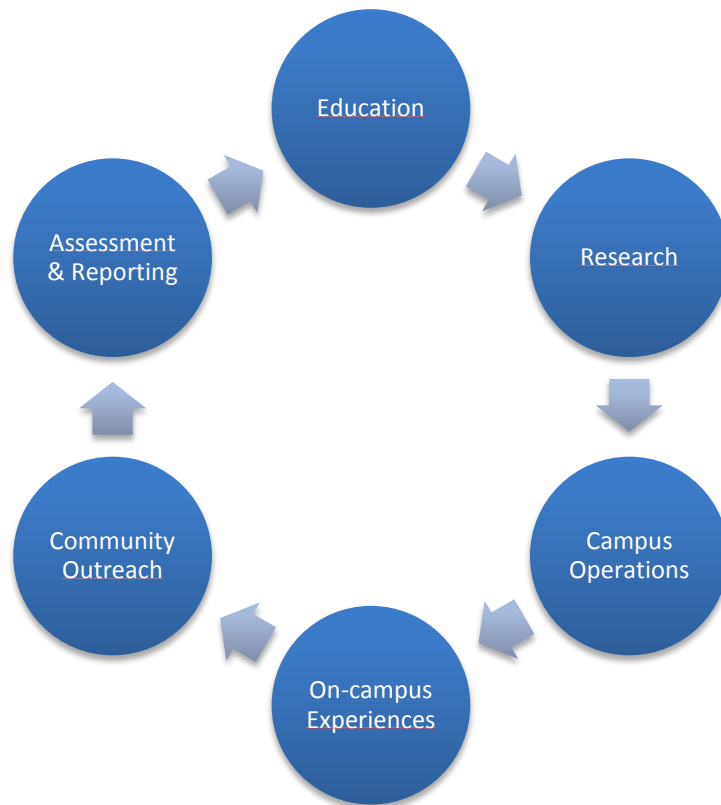 Education
Research
Campus
Operations
On-campus
Experiences
Community
Outreach
Assessment
& Reporting